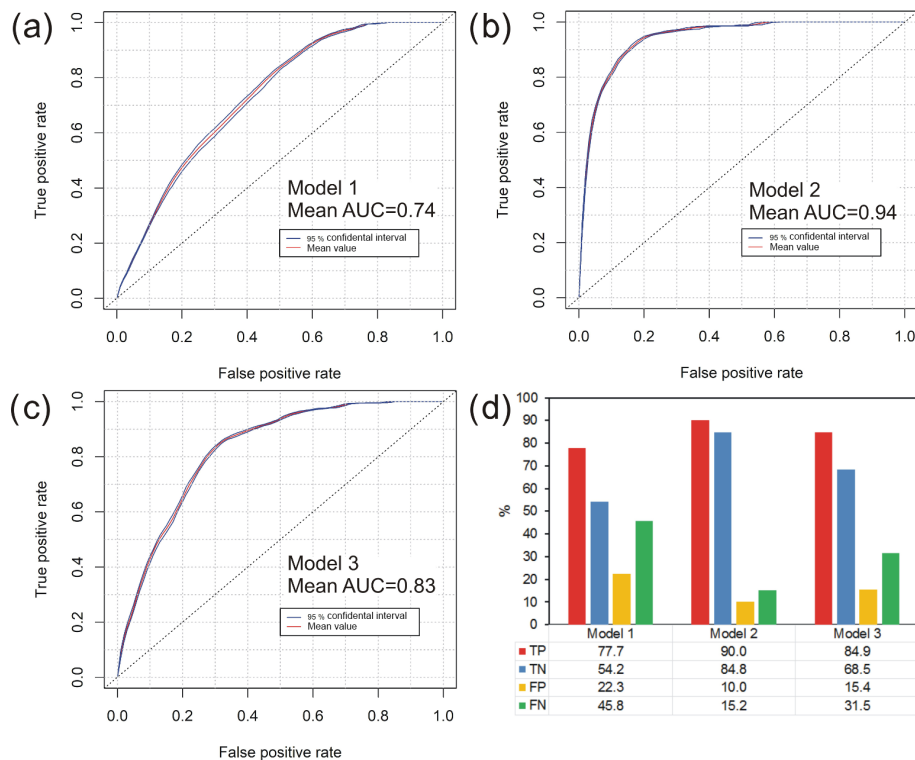 (a)
True positive rate
0.0 0.2 0.4 0.6 0.8 1.0
Model 1
Mean AUC=0.74
95 % confidental interval
Mean value
0.0 0.2 0.4 0.6 0.8 1.0
False positive rate
(b)
True positive rate
0.0 0.2 0.4 0.6 0.8 1.0
Model 2
Mean AUC=0.94
95 % confidental interval
Mean value
0.0 0.2 0.4 0.6 0.8 1.0
False positive rate
(c)
True positive rate
0.0 0.2 0.4 0.6 0.8 1.0
Model 3
Mean AUC=0.83
95 % confidental interval
Mean value
0.0 0.2 0.4 0.6 0.8 1.0
False positive rate
(d)
%
100
90
80
70
60
50
40
30
20
10
0
Model 1 Model 2 Model 3
TP 77.7 90.0 84.9
TN 54.2 84.8 68.5
FP 22.3 10.0 15.4
FN 45.8 15.2 31.5